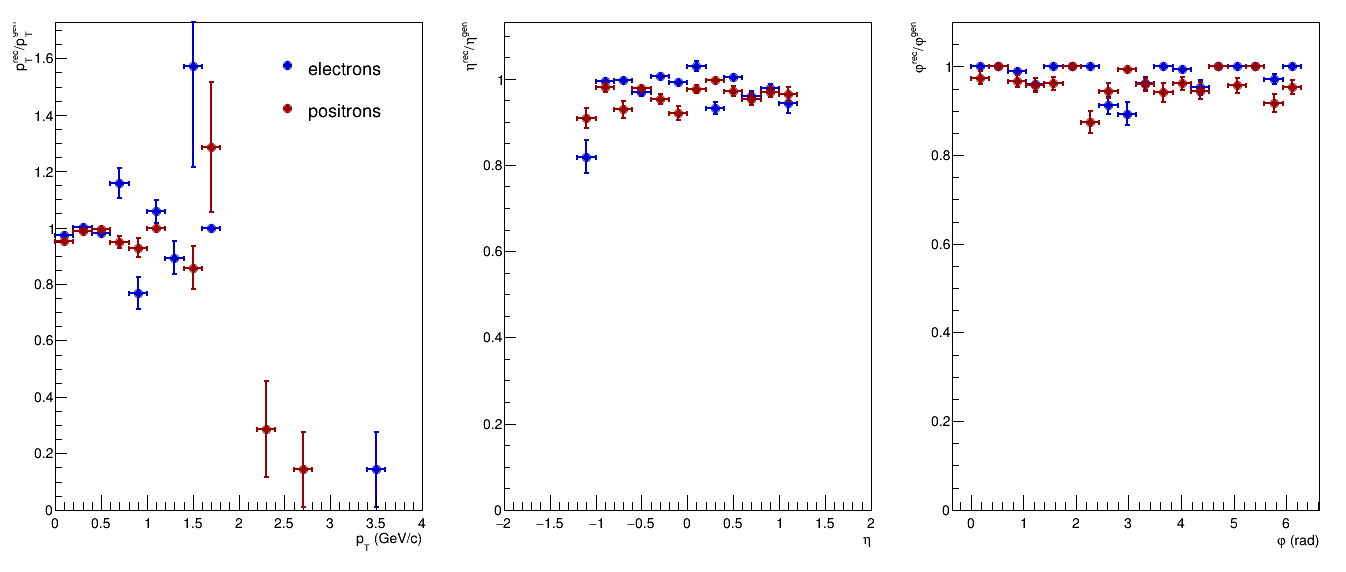 p_T^rec/p_T^gen
1.6
1.4
1.2
1
0.8
0.6
0.4
0.2
0
electrons
positrons
0 0.5 1 1.5 2 2.5 3 3.5 4
p_T (GeV/c)
η^rec/η^gen
1
0.8
0.6
0.4
0.2
0
−2 −1.5 −1 −0.5 0 0.5 1 1.5 2
η
φ^rec/φ^gen
1
0.8
0.6
0.4
0.2
0
0 1 2 3 4 5 6
φ (rad)